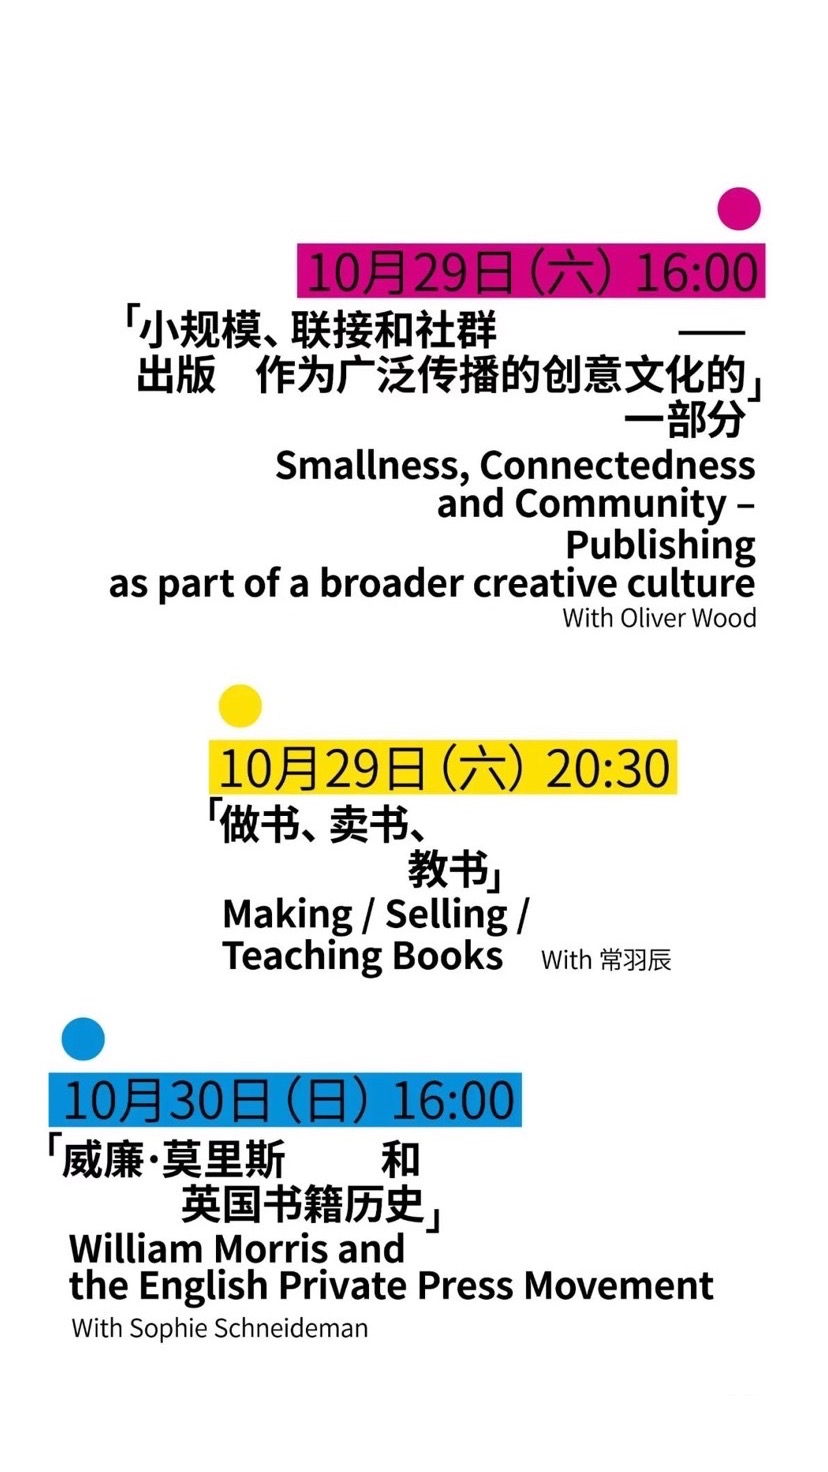 10月29日（六） 16:00
「小规模、联接和社群 ——
出版 作为广泛传播的创意文化的
一部分」
Smallness, Connectedness
and Community –
Publishing
as part of a broader creative culture
With Oliver Wood
10月29日（六） 20:30
「做书、卖书、
教书」
Making / Selling /
Teaching Books With 常羽辰
10月30日（日） 16:00
「威廉·莫里斯 和
英国书籍历史」
William Morris and
the English Private Press Movement
With Sophie Schneideman